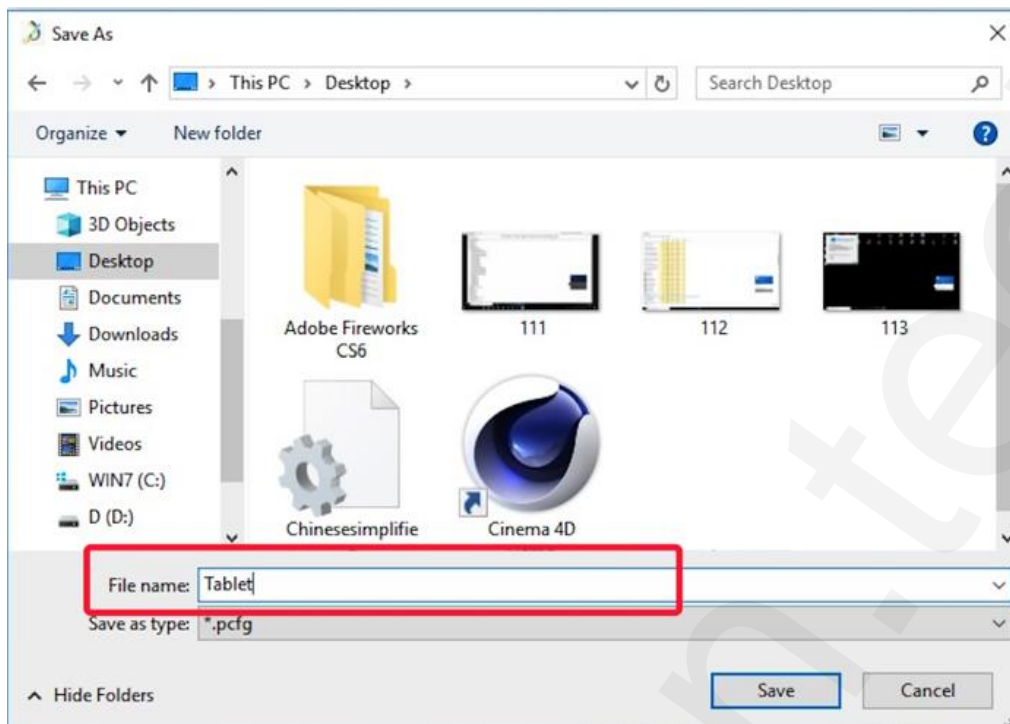 Save As
This PC > Desktop >
Search Desktop
Organize
New folder
This PC
3D Objects
Desktop
Documents
Downloads
Music
Pictures
Videos
WIN7 (C:)
D (D:)
Adobe Fireworks
CS6
111
112
113
Chinesesimplifie
Cinema 4D
File name: Tablet
Save as type: *.pcfg
Hide Folders
Save
Cancel